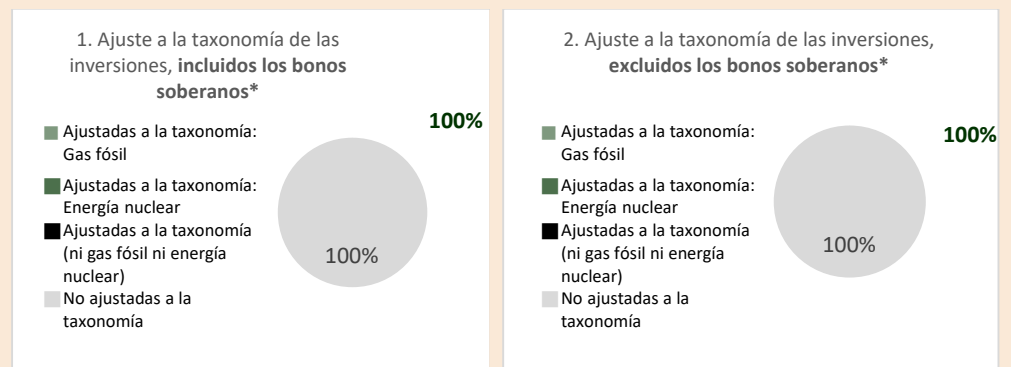 1. Ajuste a la taxonomía de las
inversiones, incluidos los bonos
soberanos*
100%
Ajustadas a la taxonomía:
Gas fósil
Ajustadas a la taxonomía:
Energía nuclear
Ajustadas a la taxonomía
(ni gas fósil ni energía
nuclear)
No ajustadas a la
taxonomía
100%
2. Ajuste a la taxonomía de las inversiones,
excluidos los bonos soberanos*
100%
Ajustadas a la taxonomía:
Gas fósil
Ajustadas a la taxonomía:
Energía nuclear
Ajustadas a la taxonomía
(ni gas fósil ni energía
nuclear)
No ajustadas a la
taxonomía
100%